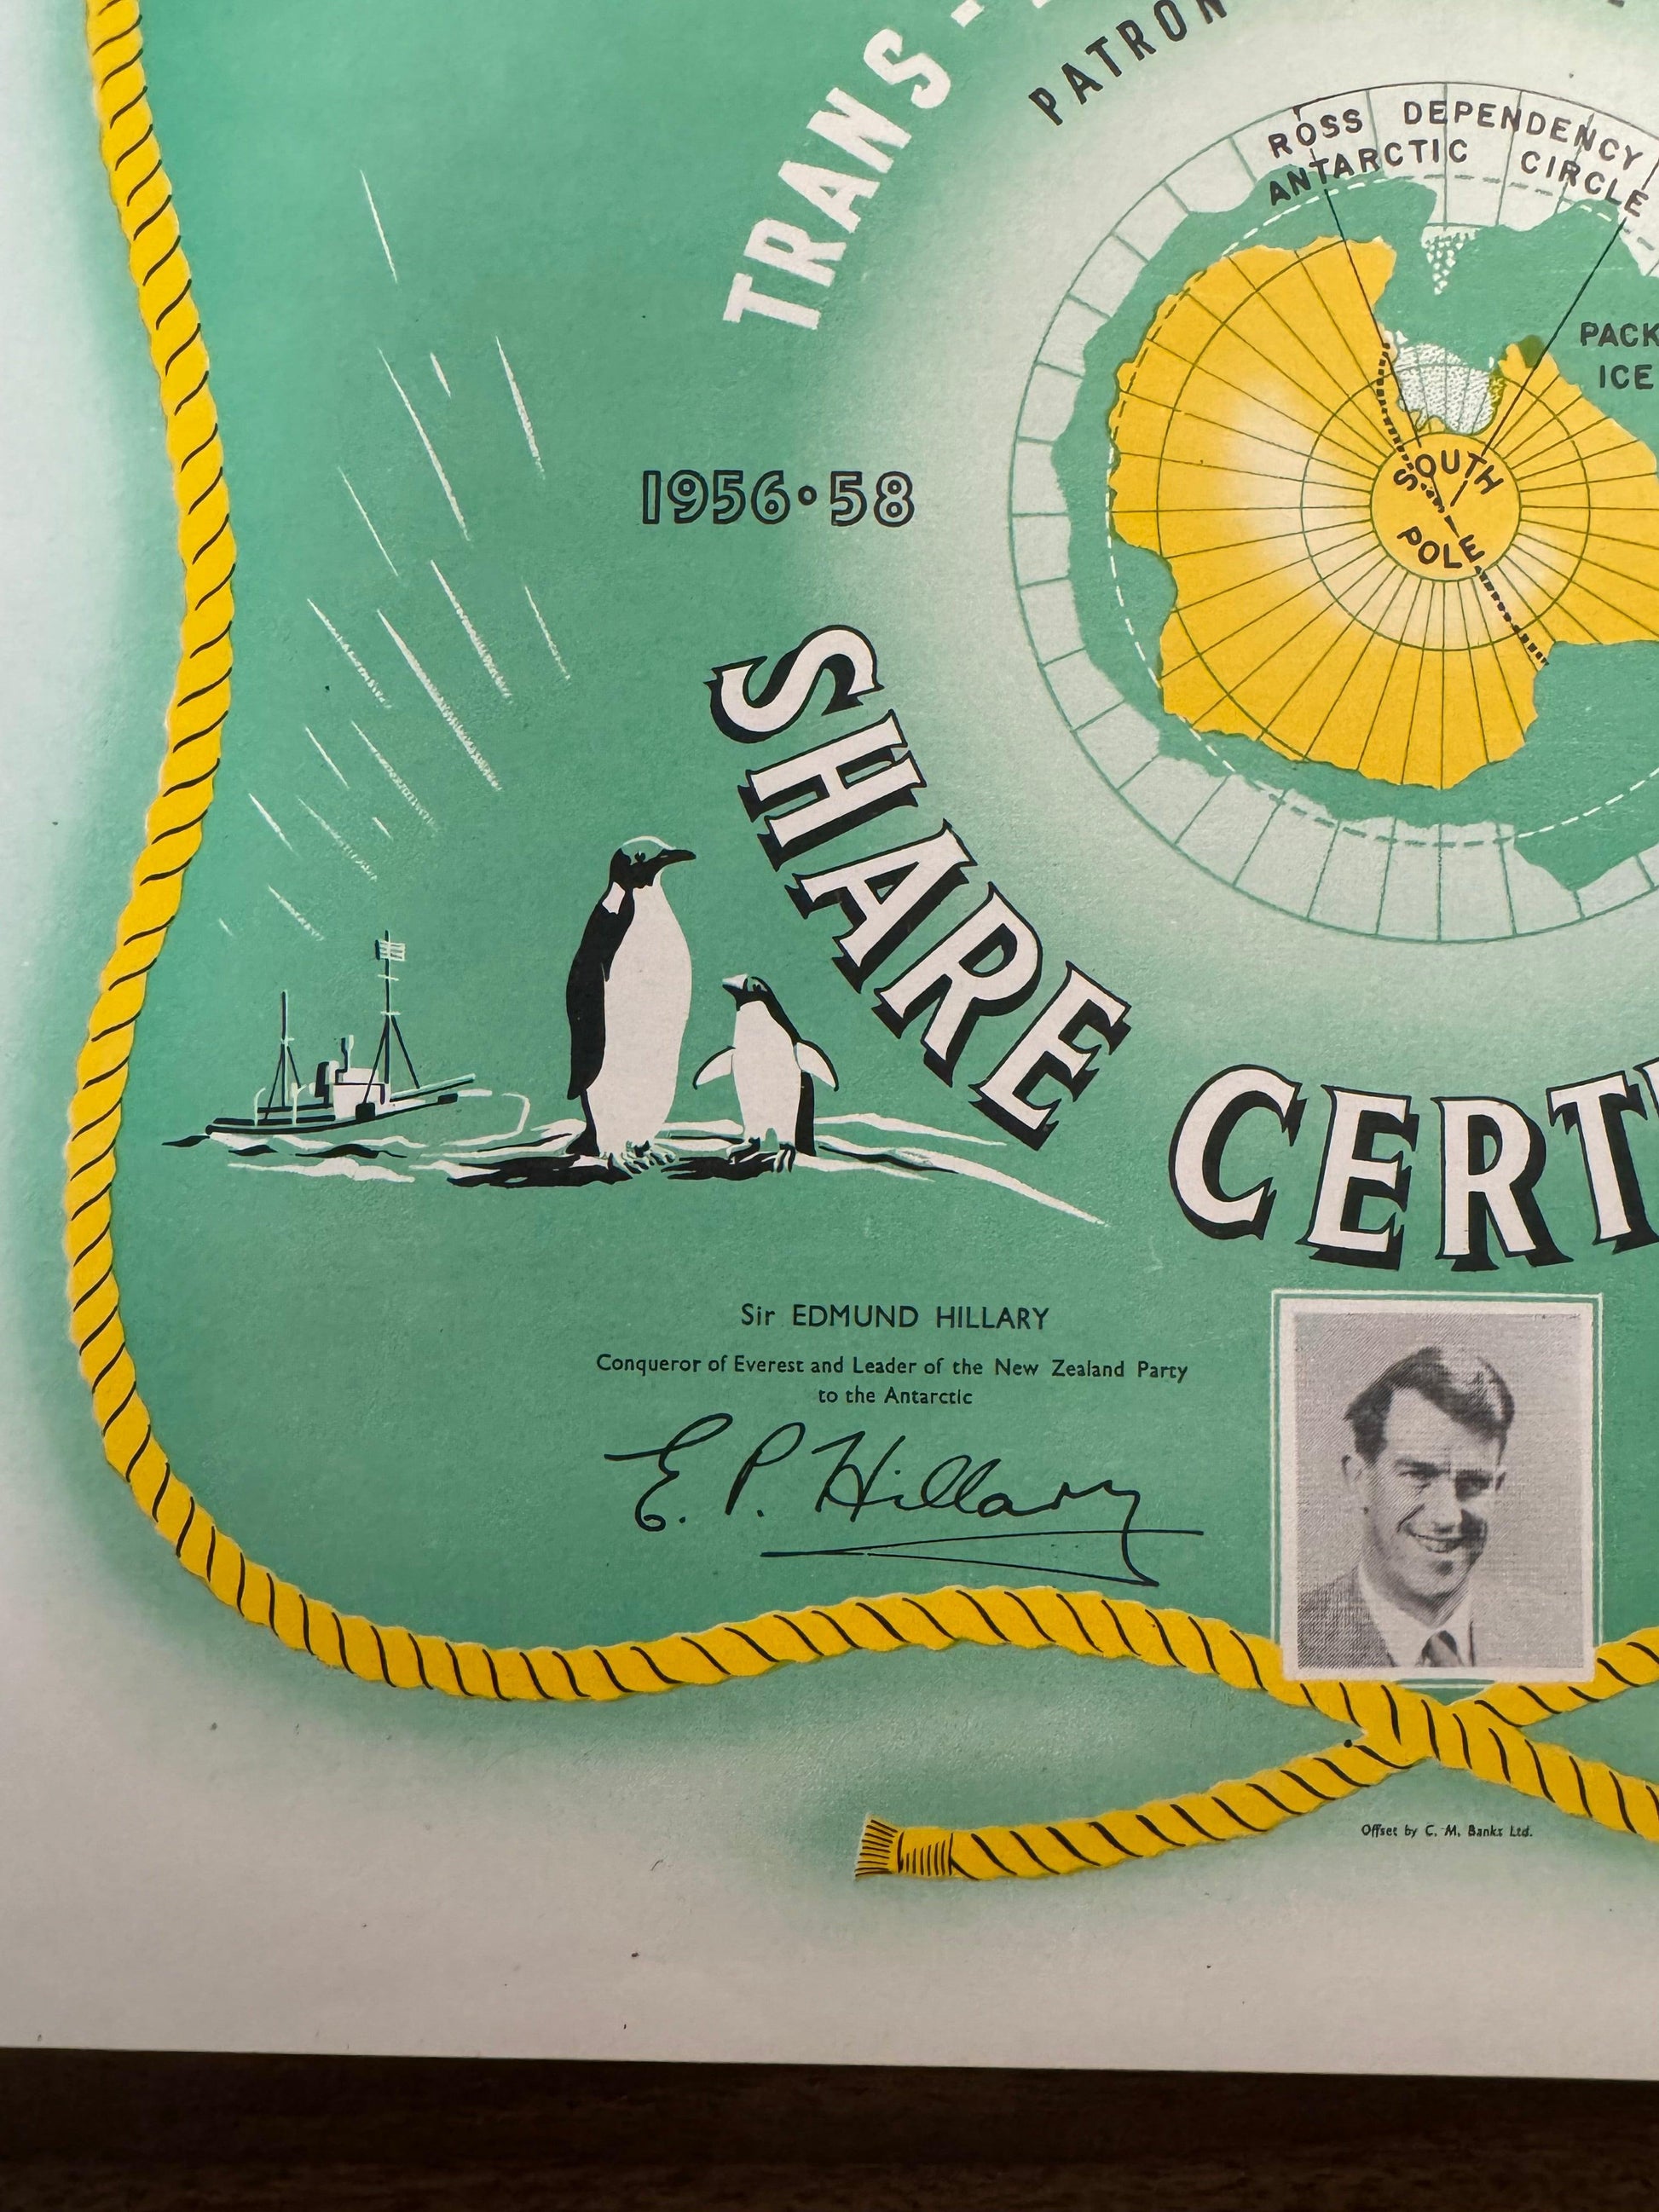 TRANS-
PATRON
ROSS DEPENDENCY
ANTARCTIC CIRCLE
PACK
ICE
SOUTH
POLE
1956·58
SHARE CERT
Sir EDMUND HILLARY
Conqueror of Everest and Leader of the New Zealand Party
to the Antarctic
E. P. Hillary
Offset by C. M. Banks Ltd.